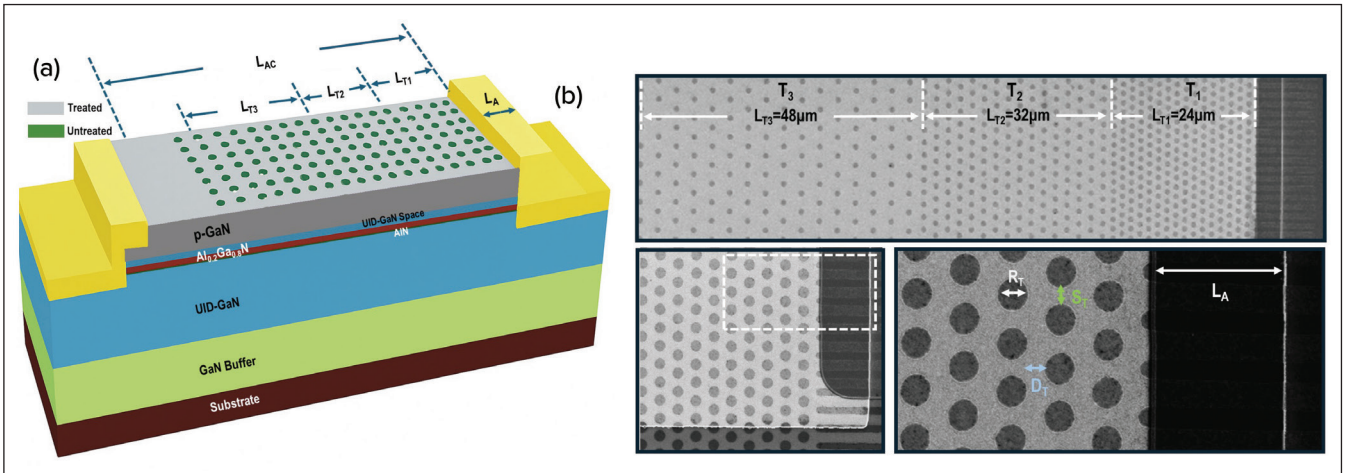 (a)
L_AC
L_T3
L_T2
L_T1
L_A
Treated
Untreated
p-GaN
UID-GaN Space
Al0.2Ga0.8N
AlN
UID-GaN
GaN Buffer
Substrate
(b)
T3
T2
T1
L_T3=48μm
L_T2=32μm
L_T1=24μm
R_T
S_T
D_T
L_A